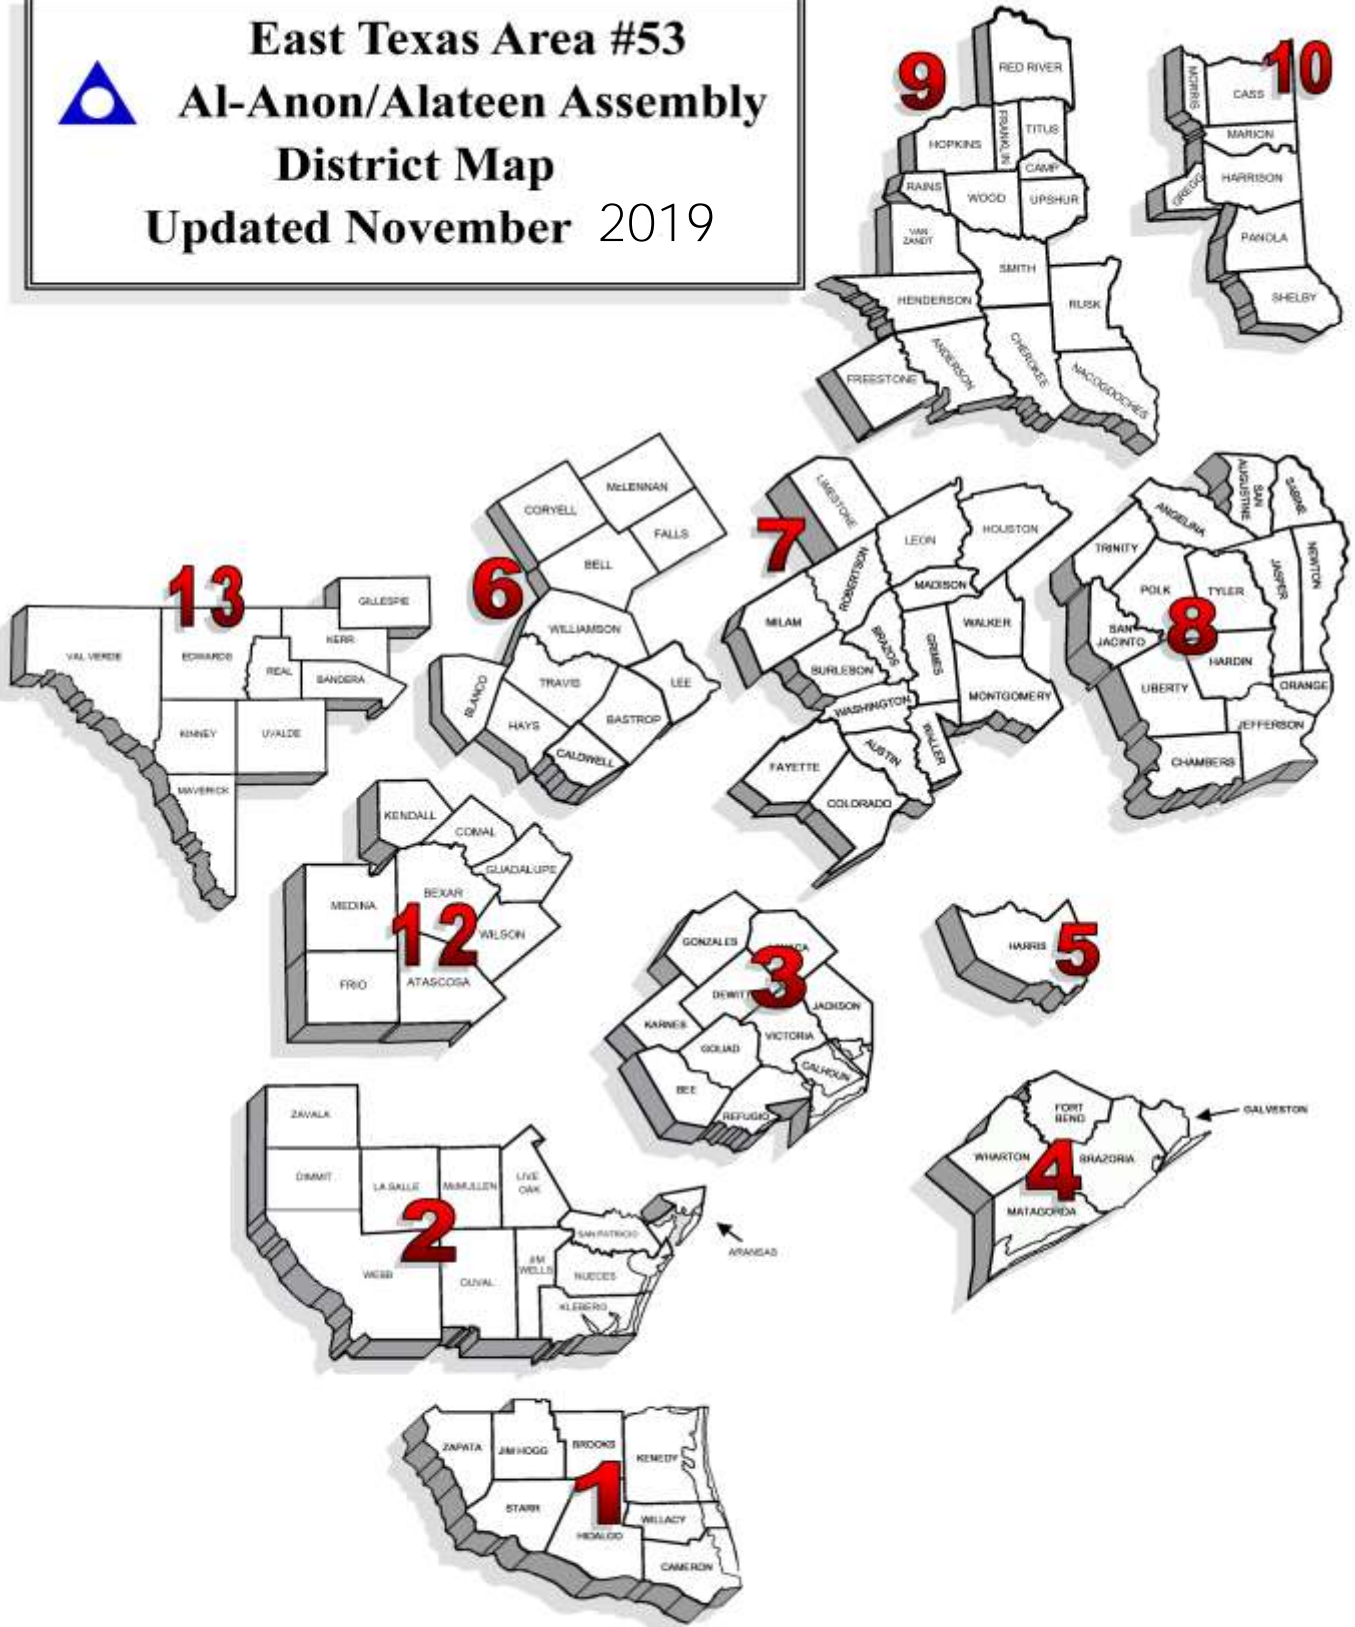 East Texas Area #53
Al-Anon/Alateen Assembly
District Map
Updated November 2019
9
RED RIVER
HOPKINS
FRANKLIN
TITUS
CAMP
RAINS
WOOD
UPSHUR
VAN
ZANDT
SMITH
HENDERSON
RUSK
ANDERSON
CHEROKEE
FREESTONE
NACOGDOCHES
10
MORRIS
CASS
MARION
HARRISON
GREGG
PANOLA
SHELBY
13
GILLESPIE
VAL VERDE
EDWARDS
KERR
REAL
BANDERA
KINNEY
UVALDE
MAVERICK
6
McLENNAN
CORYELL
FALLS
BELL
WILLIAMSON
BLANCO
TRAVIS
LEE
HAYS
BASTROP
CALDWELL
7
LIMESTONE
LEON
HOUSTON
ROBERTSON
MADISON
MILAM
BRAZOS
GRIMES
WALKER
BURLESON
WASHINGTON
MONTGOMERY
WALLER
AUSTIN
FAYETTE
COLORADO
8
SAN
AUGUSTINE
SABINE
ANGELINA
TRINITY
POLK
TYLER
JASPER
NEWTON
SAN
JACINTO
HARDIN
LIBERTY
ORANGE
JEFFERSON
CHAMBERS
12
KENDALL
COMAL
GUADALUPE
MEDINA
BEXAR
WILSON
FRIO
ATASCOSA
3
GONZALES
DEWITT
JACKSON
KARNES
VICTORIA
GOLIAD
CALHOUN
BEE
REFUGIO
5
HARRIS
4
FORT
BEND
GALVESTON
WHARTON
BRAZORIA
MATAGORDA
2
ZAVALA
DIMMIT
LA SALLE
McMULLEN
LIVE
OAK
SAN PATRICIO
ARANSAS
WEBB
DUVAL
JIM
WELLS
NUECES
KLEBERG
1
ZAPATA
JIM HOGG
BROOKS
KENEDY
STARR
WILLACY
HIDALGO
CAMERON